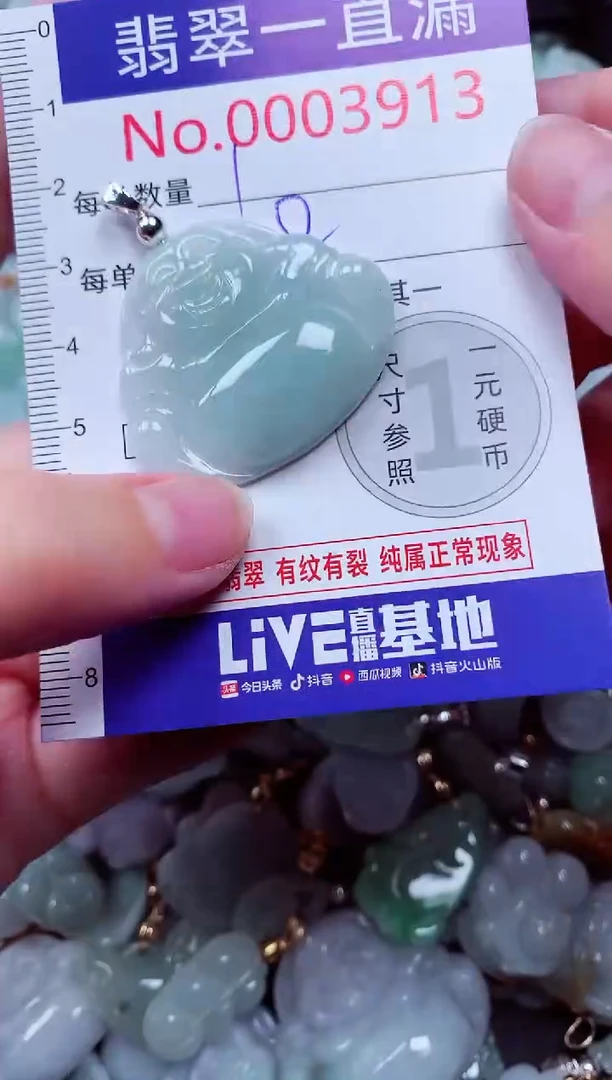 0
翡翠一直漏
No.0003913
1
2
每 数量
3
每单
其一
4
5
8
尺寸参照
1
一元硬币
翡翠 有纹有裂 纯属正常现象
LiVE直播基地
头条 今日头条 抖音 西瓜视频 抖音火山版